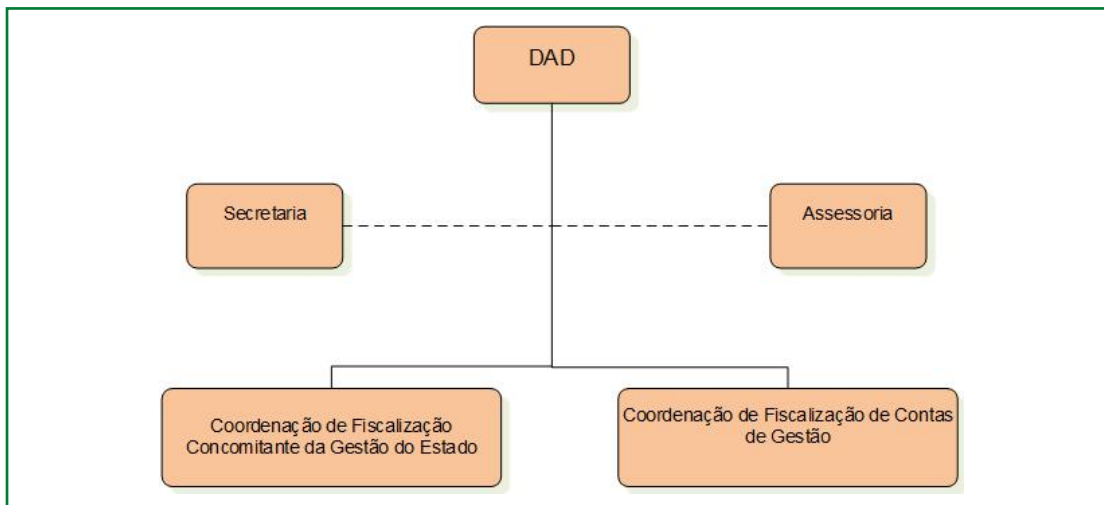 DAD
Secretaria
Assessoria
Coordenação de Fiscalização
Concomitante da Gestão do Estado
Coordenação de Fiscalização de Contas
de Gestão